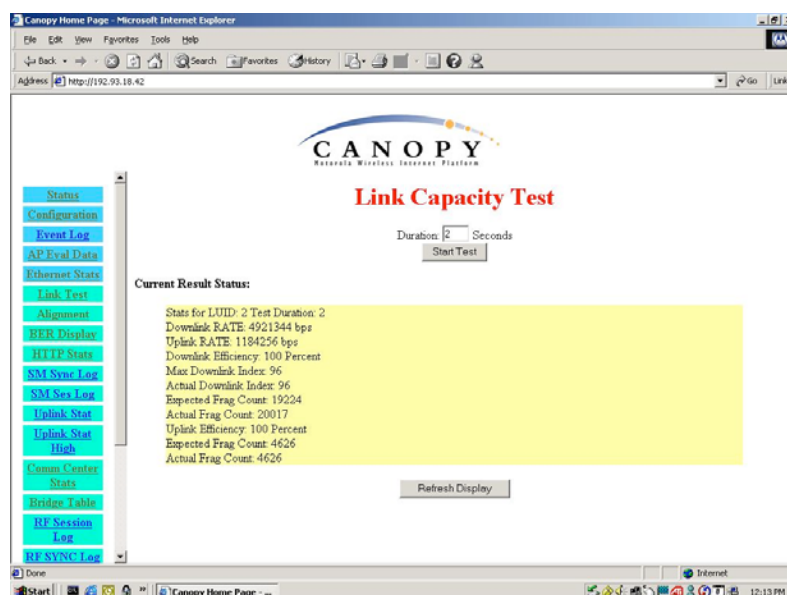 Canopy Home Page - Microsoft Internet Explorer
File Edit View Favorites Tools Help
Back Search Favorites History
Address http://192.93.18.42 Go
CANOPY
Motorola Wireless Internet Platform
Link Capacity Test
Duration: 2 Seconds
Start Test
Current Result Status:
Stats for LUID: 2 Test Duration: 2
Downlink RATE: 4921344 bps
Uplink RATE: 1184256 bps
Downlink Efficiency: 100 Percent
Max Downlink Index: 96
Actual Downlink Index: 96
Expected Frag Count: 19224
Actual Frag Count: 20017
Uplink Efficiency: 100 Percent
Expected Frag Count: 4626
Actual Frag Count: 4626
Refresh Display
Status
Configuration
Event Log
AP Eval Data
Ethernet Stats
Link Test
Alignment
BER Display
HTTP Stats
SM Sync Log
SM Ses Log
Uplink Stat
Uplink Stat
High
Comm Center
Stats
Bridge Table
RF Session
Log
RF SYNC Log
Done Internet
Start Canopy Home Page - ... 12:13 PM